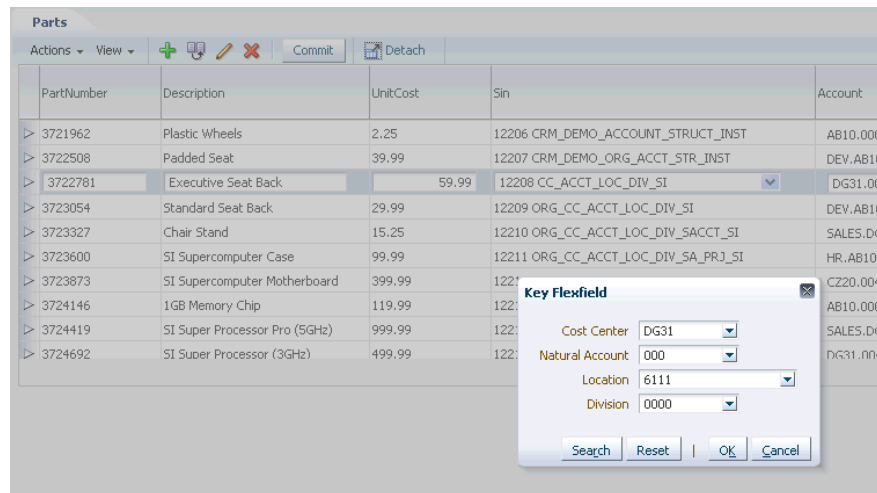 Parts
Actions View Commit Detach
PartNumber Description UnitCost Sin Account
3721962 Plastic Wheels 2.25 12206 CRM_DEMO_ACCOUNT_STRUCT_INST
3722508 Padded Seat 39.99 12207 CRM_DEMO_ORG_ACCT_STR_INST
3722781 Executive Seat Back 59.99 12208 CC_ACCT_LOC_DIV_SI
3723054 Standard Seat Back 29.99 12209 ORG_CC_ACCT_LOC_DIV_SI
3723327 Chair Stand 15.25 12210 ORG_CC_ACCT_LOC_DIV_SACCT_SI
3723600 SI Supercomputer Case 99.99 12211 ORG_CC_ACCT_LOC_DIV_SA_PRJ_SI
3723873 SI Supercomputer Motherboard 399.99
3724146 1GB Memory Chip 119.99
3724419 SI Super Processor Pro (5GHz) 999.99
3724692 SI Super Processor (3GHz) 499.99
Key Flexfield
Cost Center DG31
Natural Account 000
Location 6111
Division 0000
Search Reset | OK Cancel